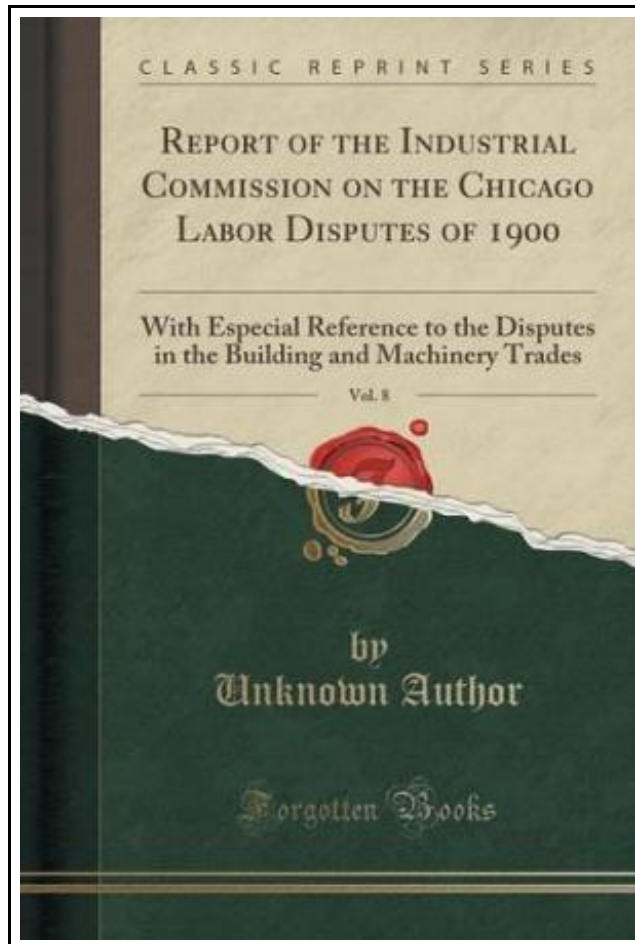 CLASSIC REPRINT SERIES
REPORT OF THE INDUSTRIAL
COMMISSION ON THE CHICAGO
LABOR DISPUTES OF 1900
With Especial Reference to the Disputes
in the Building and Machinery Trades
Vol. 8
by
Unknown Author
Forgotten Books